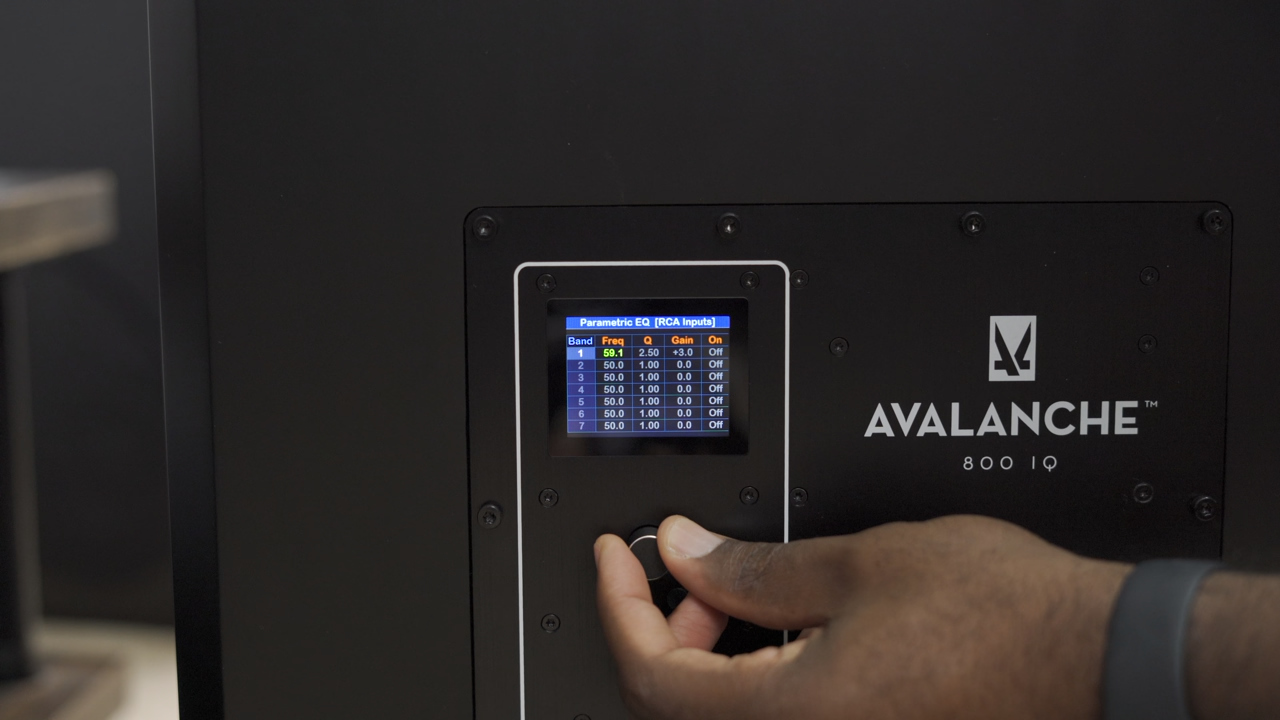 Parametric EQ [RCA Inputs]
Band Freq Q Gain On
1 59.1 2.50 +3.0 Off
2 50.0 1.00 0.0 Off
3 50.0 1.00 0.0 Off
4 50.0 1.00 0.0 Off
5 50.0 1.00 0.0 Off
6 50.0 1.00 0.0 Off
7 50.0 1.00 0.0 Off
AVALANCHE™
800 IQ